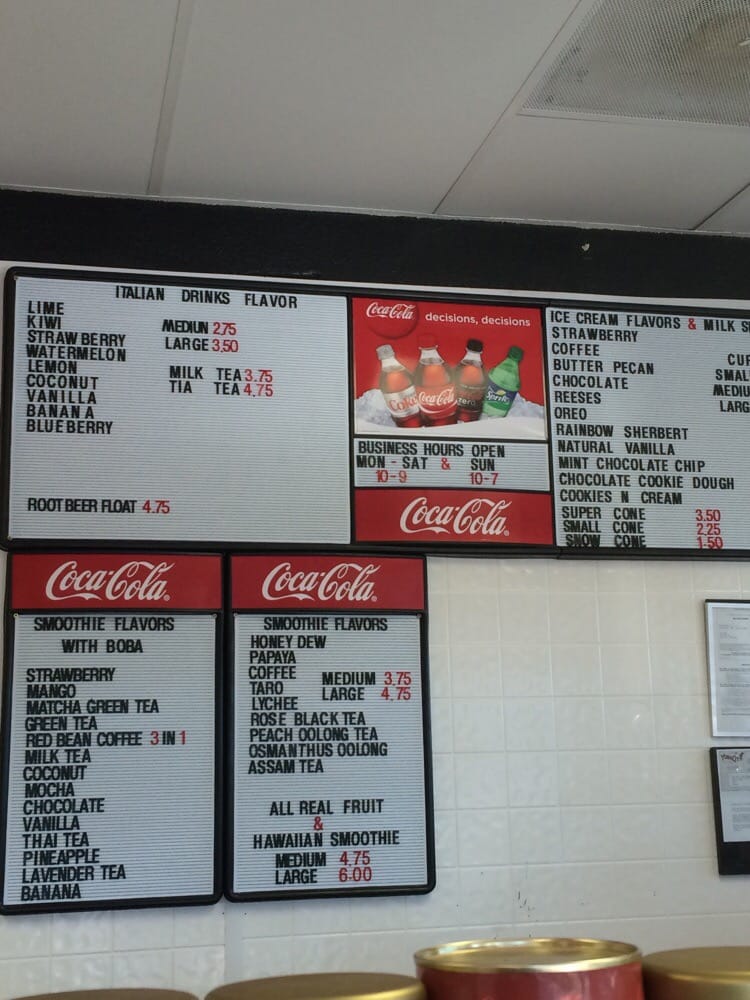 ITALIAN DRINKS FLAVOR
LIME
KIWI
STRAWBERRY
WATERMELON
LEMON
COCONUT
VANILLA
BANANA
BLUEBERRY
MEDIUN 2.75
LARGE 3.50
MILK TEA 3.75
TIA TEA 4.75
ROOT BEER FLOAT 4.75
Coca-Cola
decisions, decisions
Coca-Cola
zero
Sprite
BUSINESS HOURS OPEN
MON - SAT & SUN
10-9 10-7
Coca-Cola
ICE CREAM FLAVORS & MILK S
STRAWBERRY
COFFEE
BUTTER PECAN
CHOCOLATE
REESES
OREO
RAINBOW SHERBERT
NATURAL VANILLA
MINT CHOCOLATE CHIP
CHOCOLATE COOKIE DOUGH
COOKIES N CREAM
CUP
SMAL
MEDIU
LARG
SUPER CONE 3.50
SMALL CONE 2.25
SNOW CONE 1.50
Coca-Cola
SMOOTHIE FLAVORS
WITH BOBA
STRAWBERRY
MANGO
MATCHA GREEN TEA
GREEN TEA
RED BEAN COFFEE 3 IN 1
MILK TEA
COCONUT
MOCHA
CHOCOLATE
VANILLA
THAI TEA
PINEAPPLE
LAVENDER TEA
BANANA
Coca-Cola
SMOOTHIE FLAVORS
HONEY DEW
PAPAYA
COFFEE
TARO
LYCHEE
ROSE BLACK TEA
PEACH OOLONG TEA
OSMANTHUS OOLONG
ASSAM TEA
MEDIUM 3.75
LARGE 4.75
ALL REAL FRUIT
&
HAWAIIAN SMOOTHIE
MEDIUM 4.75
LARGE 6.00